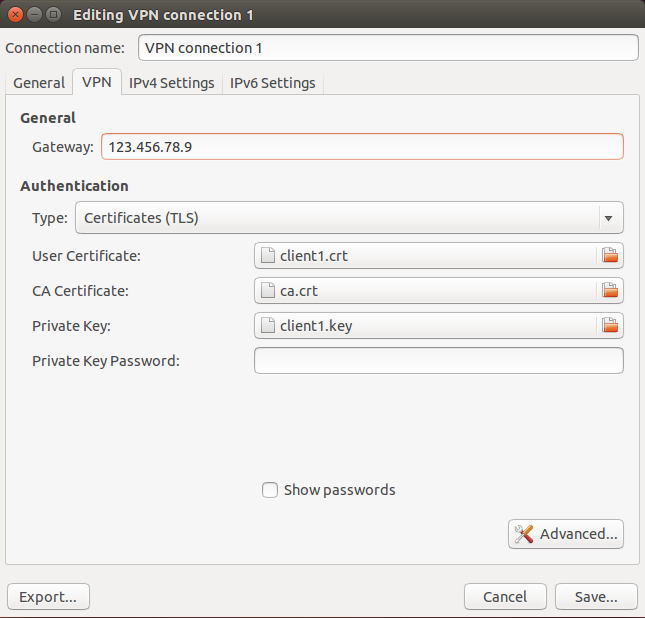 Editing VPN connection 1
Connection name: VPN connection 1
General VPN IPv4 Settings IPv6 Settings
General
Gateway: 123.456.78.9
Authentication
Type: Certificates (TLS)
User Certificate: client1.crt
CA Certificate: ca.crt
Private Key: client1.key
Private Key Password:
Show passwords
Advanced...
Export... Cancel Save...